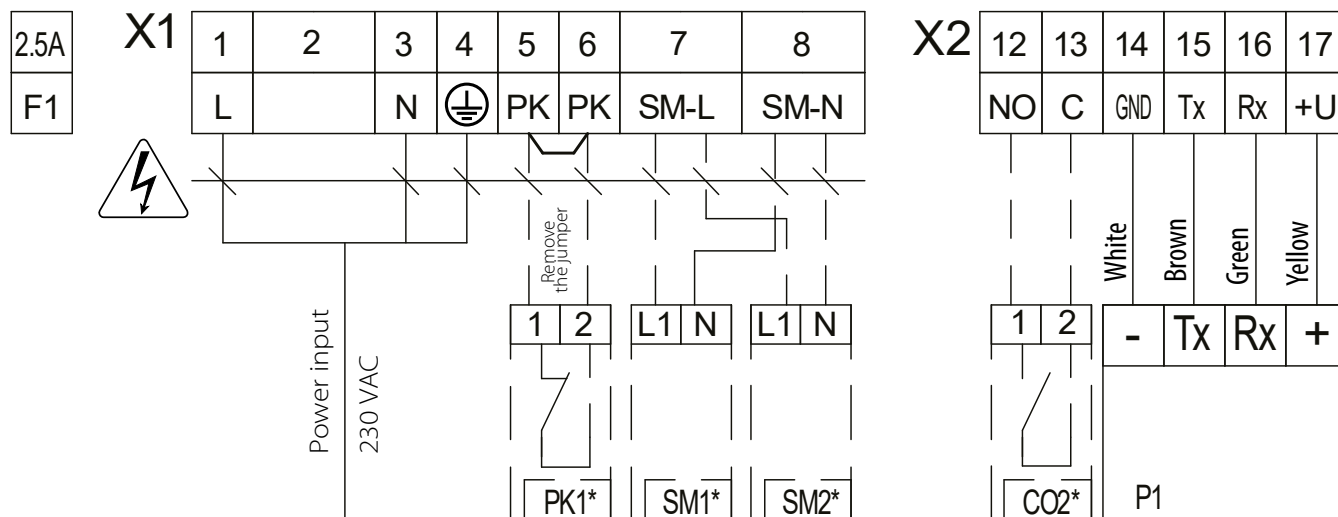 2.5A X1 1 2 3 4 5 6 7 8 X2 12 13 14 15 16 17
F1 L N PK PK SM-L SM-N NO C GND Tx Rx +U
Remove
the jumper
White Brown Green Yellow
Power input
230 VAC
1 2 L1 N L1 N 1 2 - Tx Rx +
PK1* SM1* SM2* CO2* P1